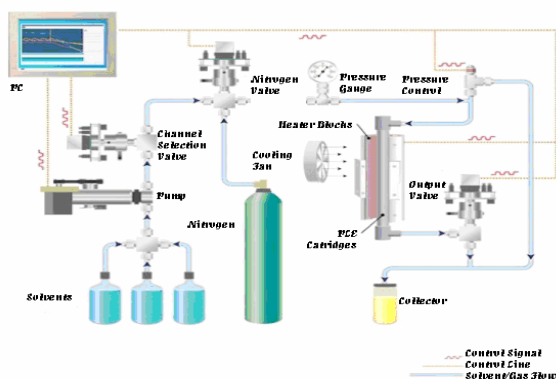 PC
Nitrogen
Valve
Pressure
Gauge
Pressure
Control
Channel
Selection
Valve
Heater Blocks
Cooling
Fan
Pump
Output
Valve
Nitrogen
PLE
Catridges
Solvents
Collector
Control Signal
Control Line
Solvent/Gas Flow